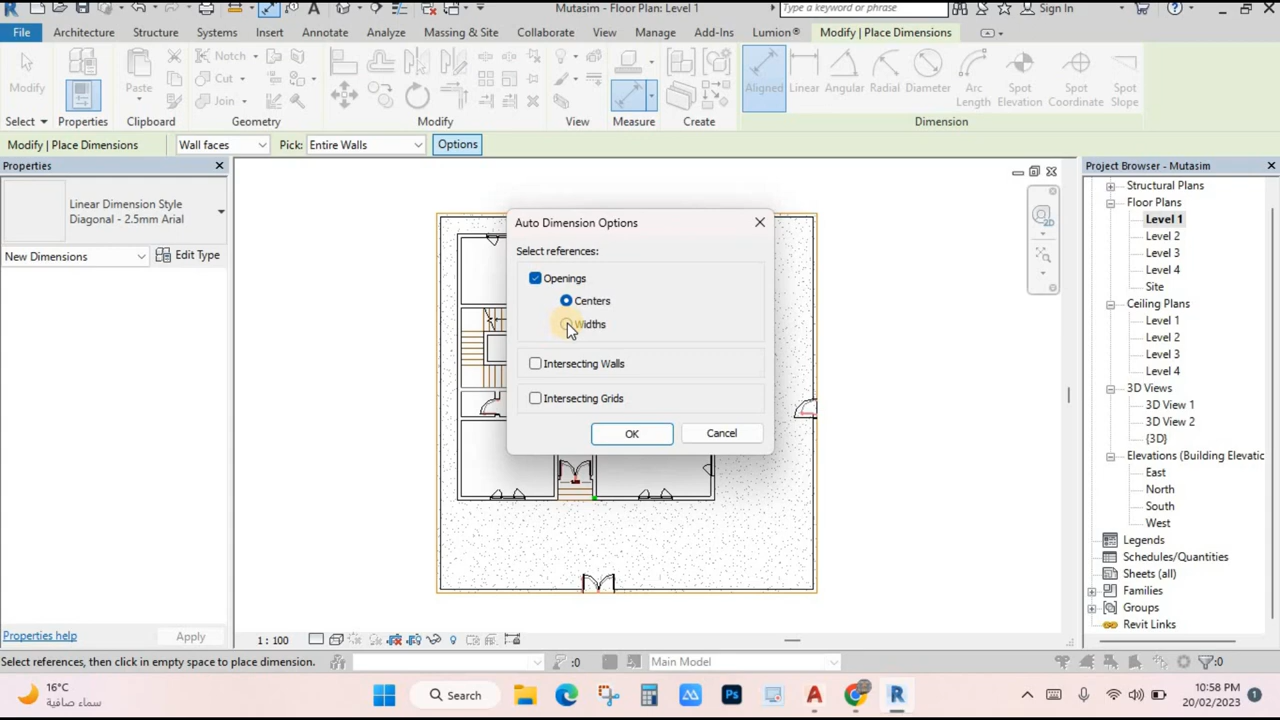 Mutasim - Floor Plan: Level 1
Type a keyword or phrase
Sign In
File
Architecture
Structure
Systems
Insert
Annotate
Analyze
Massing & Site
Collaborate
View
Manage
Add-Ins
Lumion®
Modify | Place Dimensions
Modify
Paste
Notch
Cut
Join
Aligned
Linear
Angular
Radial
Diameter
Arc Length
Spot Elevation
Spot Coordinate
Spot Slope
Select
Properties
Clipboard
Geometry
Modify
View
Measure
Create
Dimension
Modify | Place Dimensions
Wall faces
Pick:
Entire Walls
Options
Properties
Linear Dimension Style
Diagonal - 2.5mm Arial
New Dimensions
Edit Type
Properties help
Apply
Auto Dimension Options
Select references:
Openings
Centers
Widths
Intersecting Walls
Intersecting Grids
OK
Cancel
2D
Project Browser - Mutasim
Structural Plans
Floor Plans
Level 1
Level 2
Level 3
Level 4
Site
Ceiling Plans
Level 1
Level 2
Level 3
Level 4
3D Views
3D View 1
3D View 2
{3D}
Elevations (Building Elevatic
East
North
South
West
Legends
Schedules/Quantities
Sheets (all)
Families
Groups
Revit Links
1 : 100
Select references, then click in empty space to place dimension.
:0
Main Model
:0
16°C
سماء صافية
Search
Ps
10:58 PM
20/02/2023
1